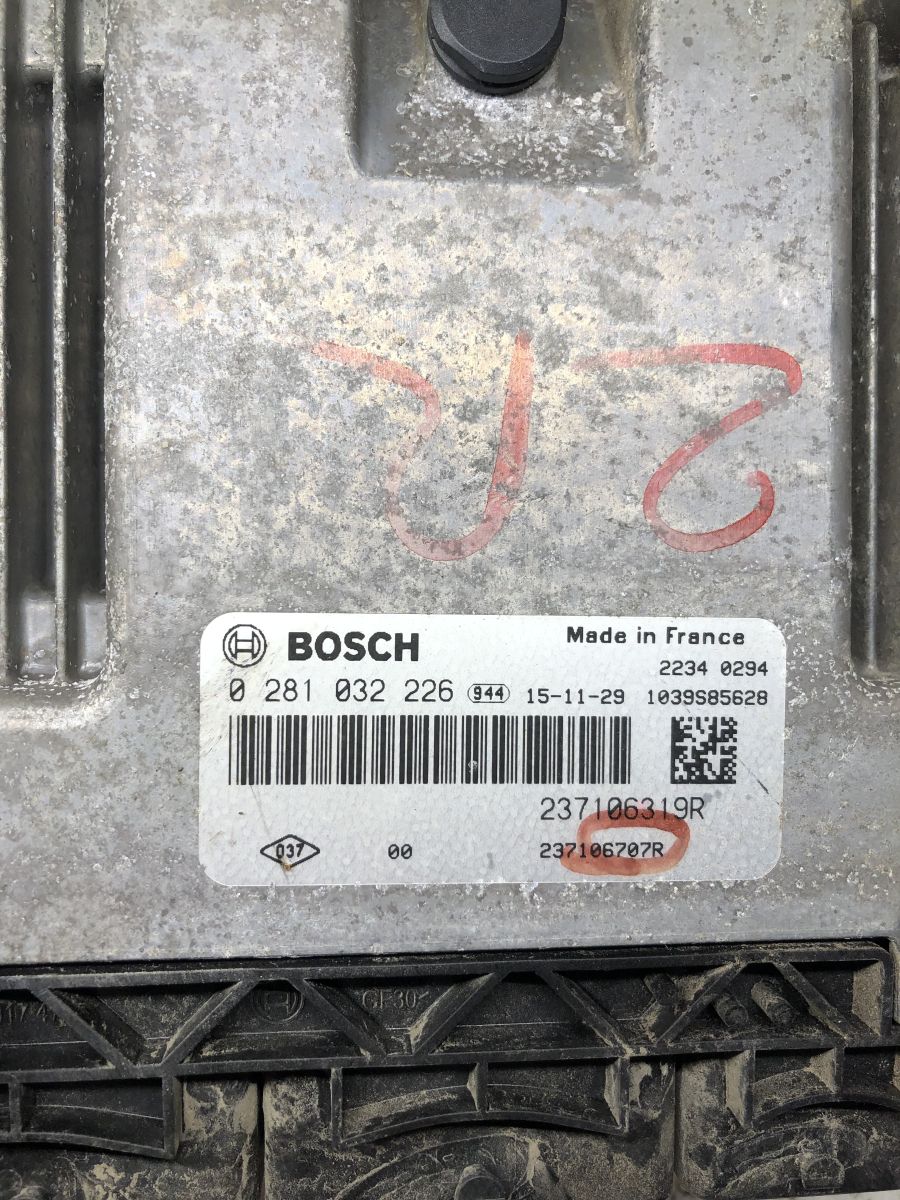 BOSCH
Made in France
2234 0294
0 281 032 226 944 15-11-29 1039S85628
237106319R
037 00 237106707R
GF30